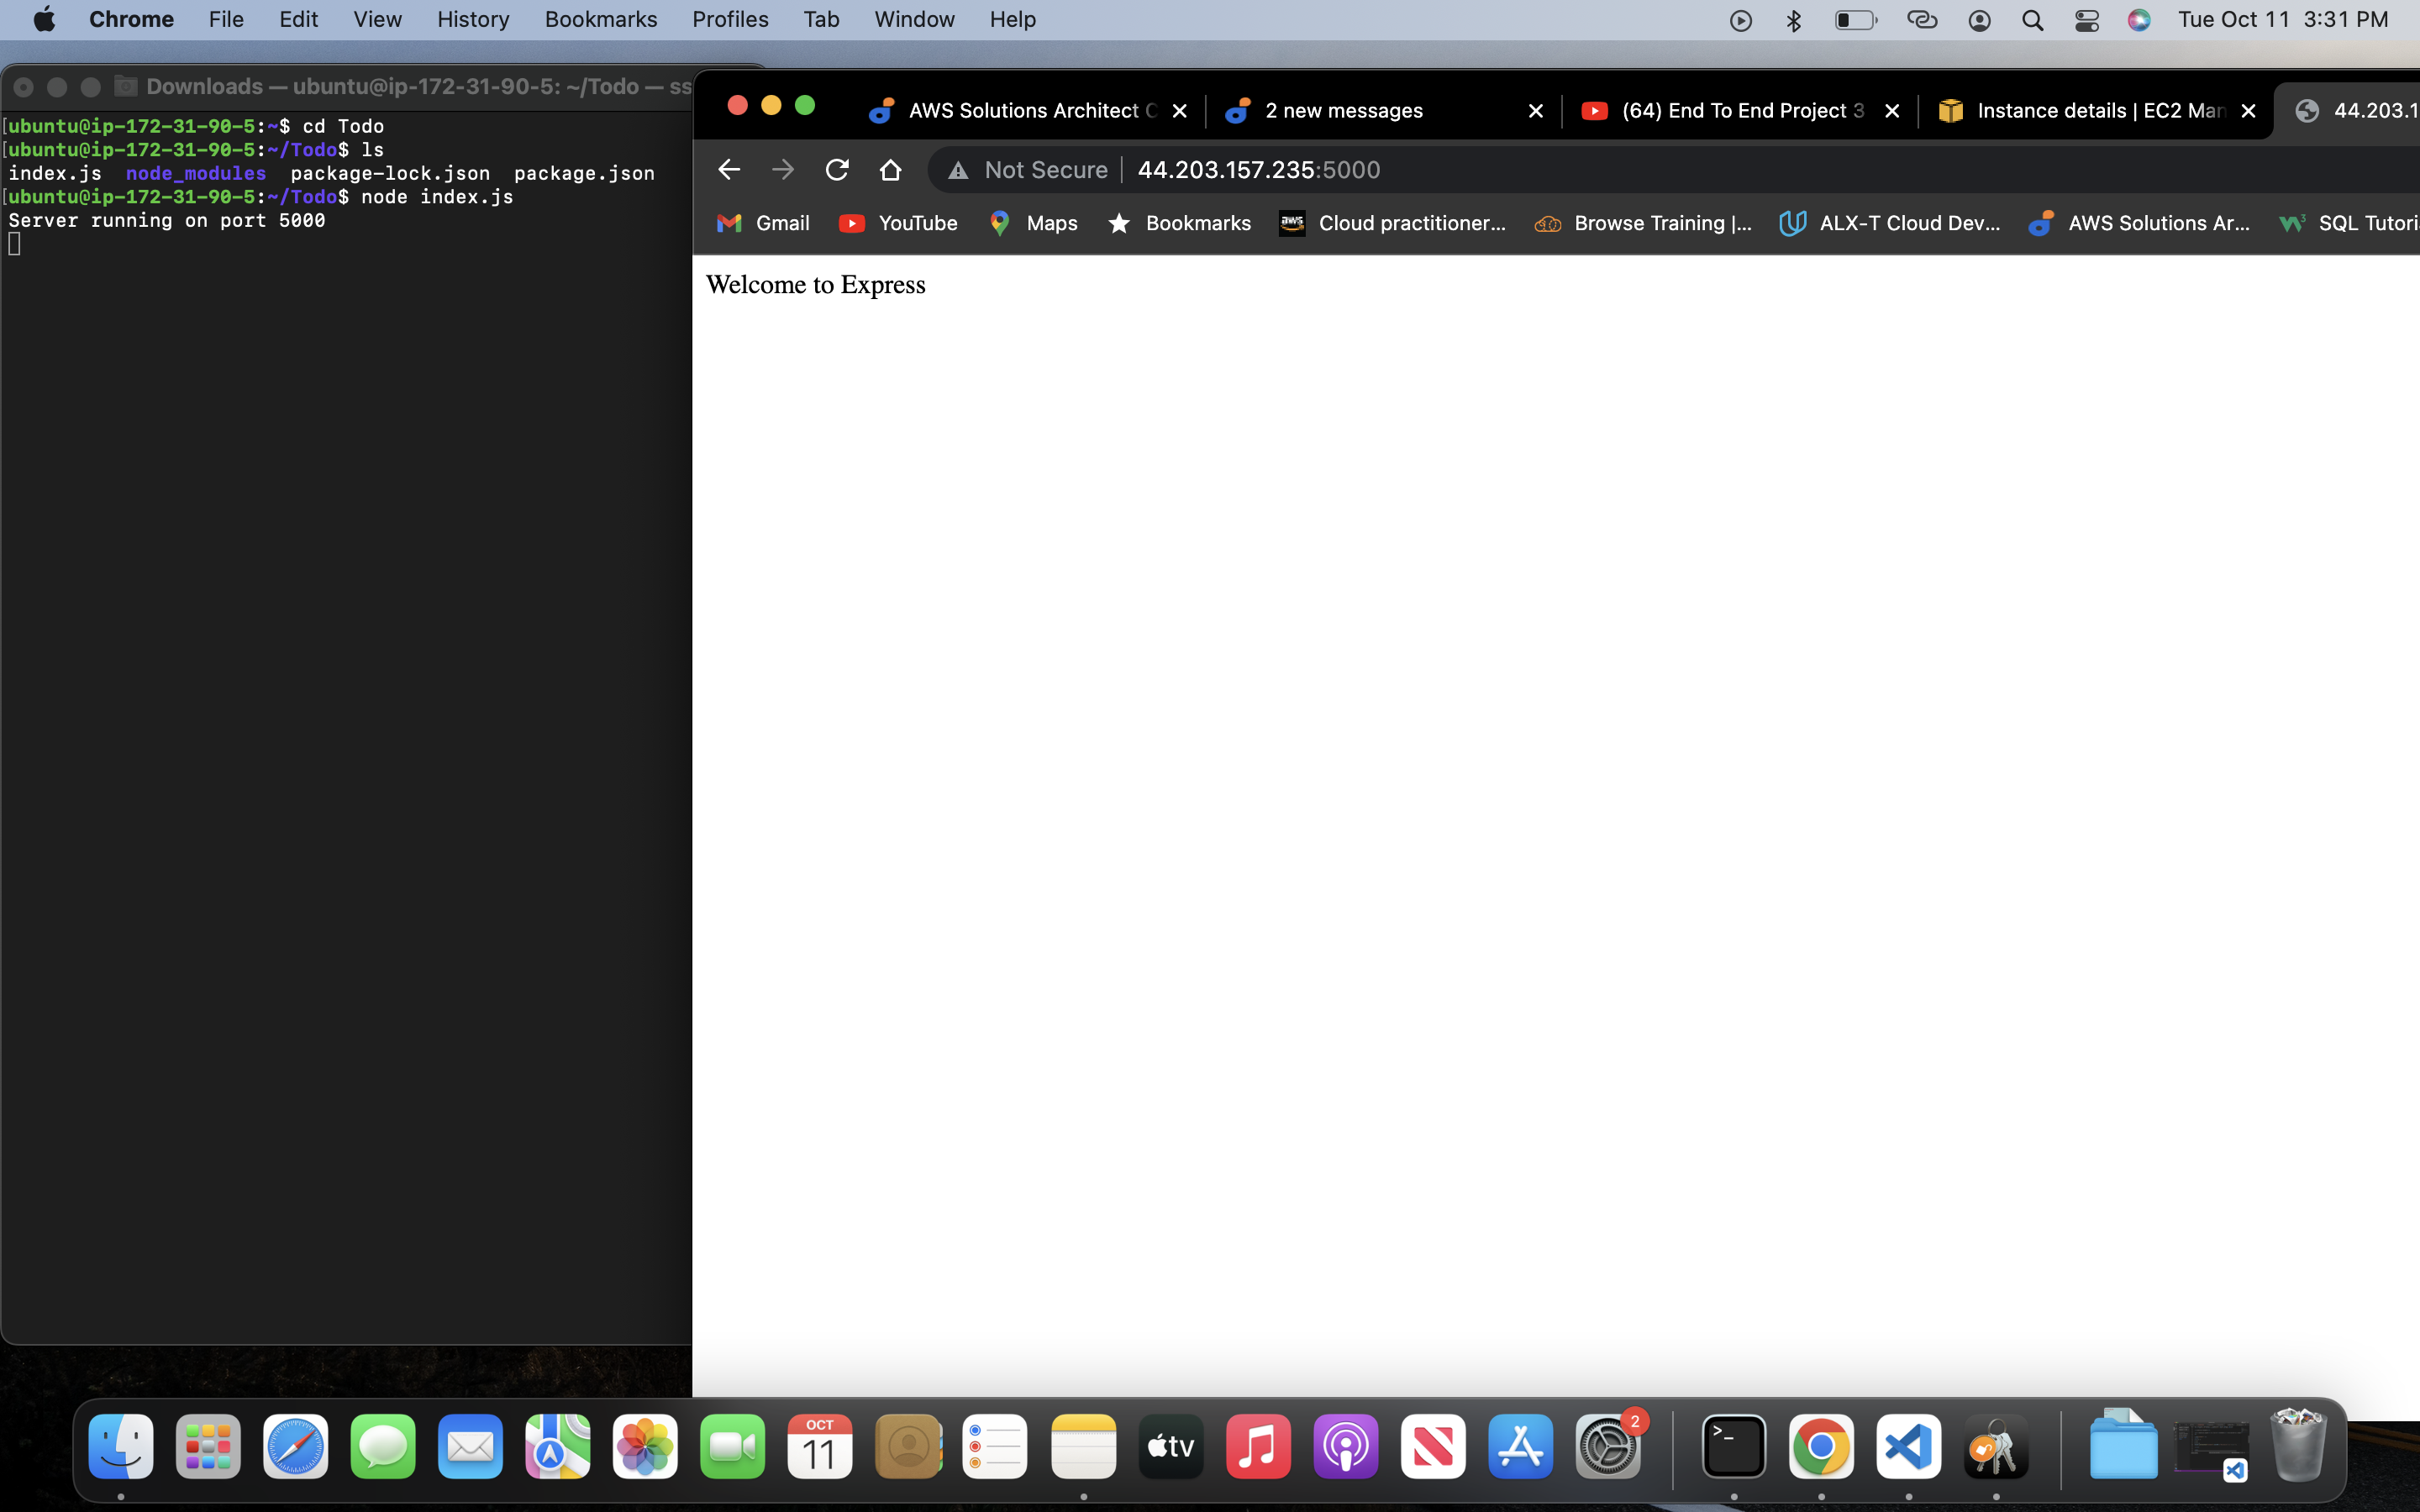 Chrome File Edit View History Bookmarks Profiles Tab Window Help Tue Oct 11 3:31 PM
Downloads — ubuntu@ip-172-31-90-5: ~/Todo — ss
[ubuntu@ip-172-31-90-5:~$ cd Todo
[ubuntu@ip-172-31-90-5:~/Todo$ ls
index.js node_modules package-lock.json package.json
[ubuntu@ip-172-31-90-5:~/Todo$ node index.js
Server running on port 5000
AWS Solutions Architect C 2 new messages (64) End To End Project 3 Instance details | EC2 Man 44.203.1
Not Secure 44.203.157.235:5000
Gmail YouTube Maps Bookmarks Cloud practitioner... Browse Training |... ALX-T Cloud Dev... AWS Solutions Ar... SQL Tutori
Welcome to Express
OCT
11
tv
2